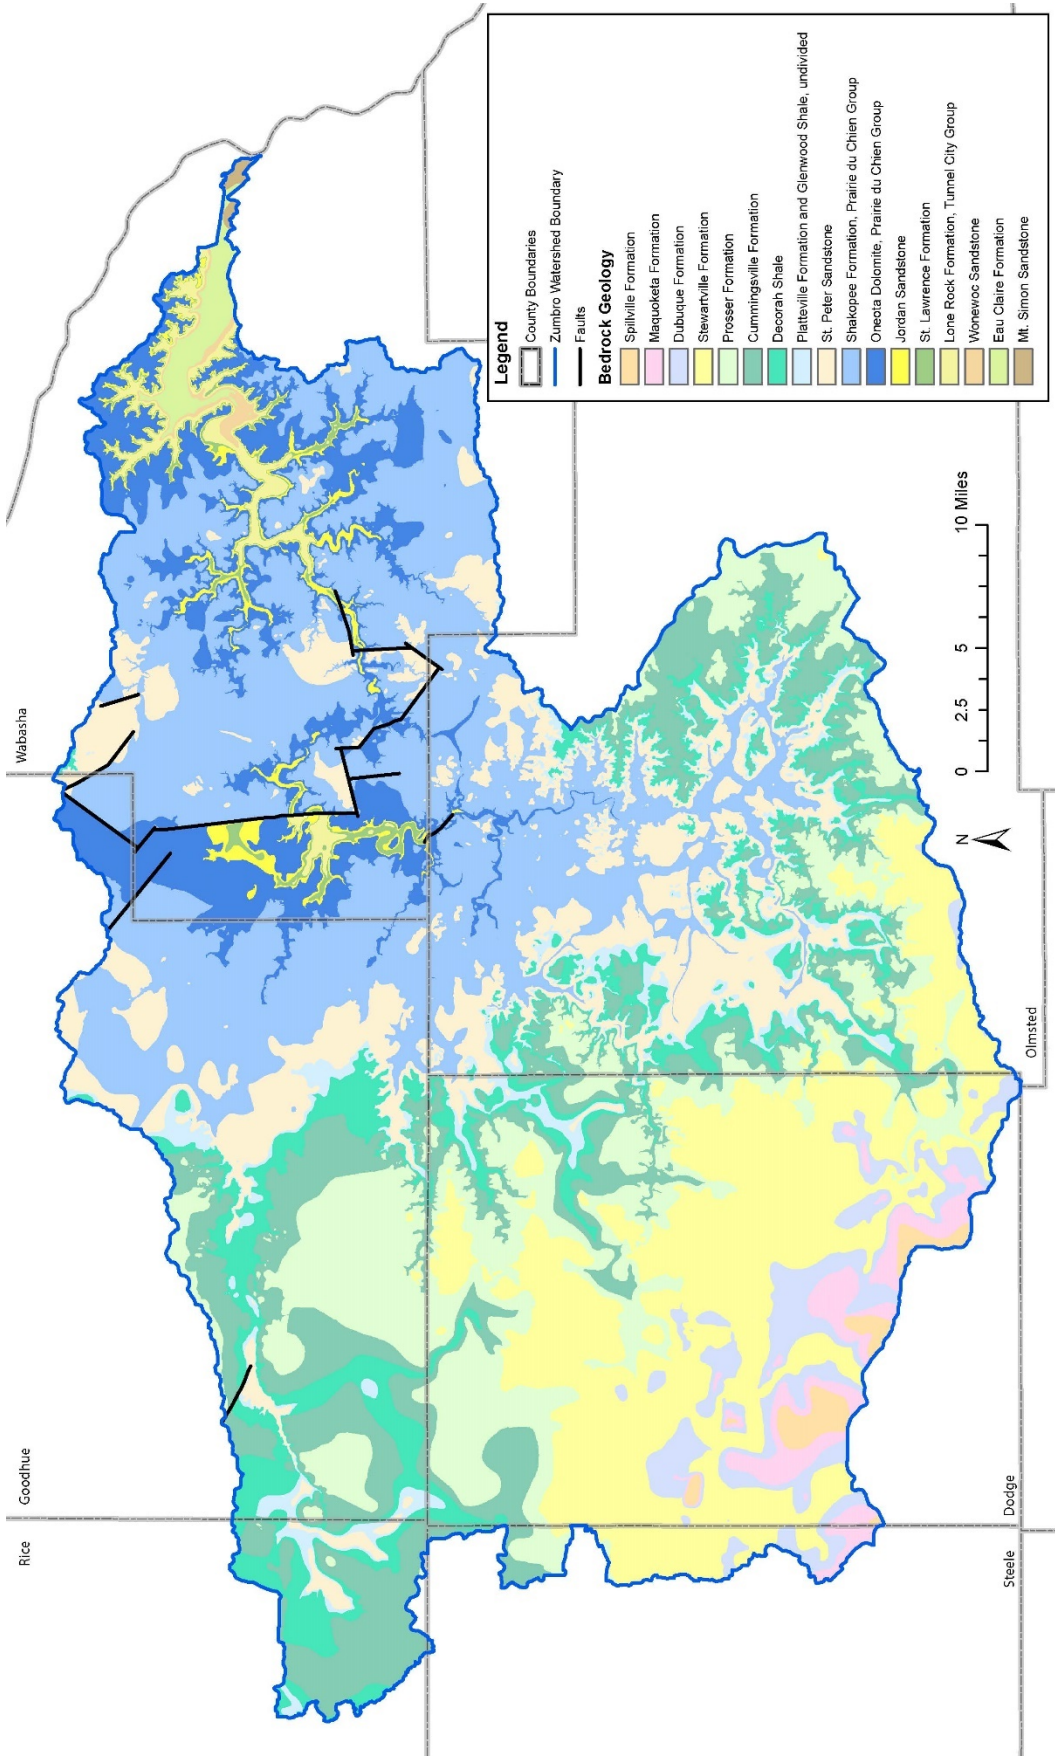 Rice
Goodhue
Wabasha
Steele
Dodge
Olmsted
N
0 2.5 5 10 Miles
Legend
County Boundaries
Zumbro Watershed Boundary
Faults
Bedrock Geology
Spillville Formation
Maquoketa Formation
Dubuque Formation
Stewartville Formation
Prosser Formation
Cummingsville Formation
Decorah Shale
Platteville Formation and Glenwood Shale, undivided
St. Peter Sandstone
Shakopee Formation, Prairie du Chien Group
Oneota Dolomite, Prairie du Chien Group
Jordan Sandstone
St. Lawrence Formation
Lone Rock Formation, Tunnel City Group
Wonewoc Sandstone
Eau Claire Formation
Mt. Simon Sandstone